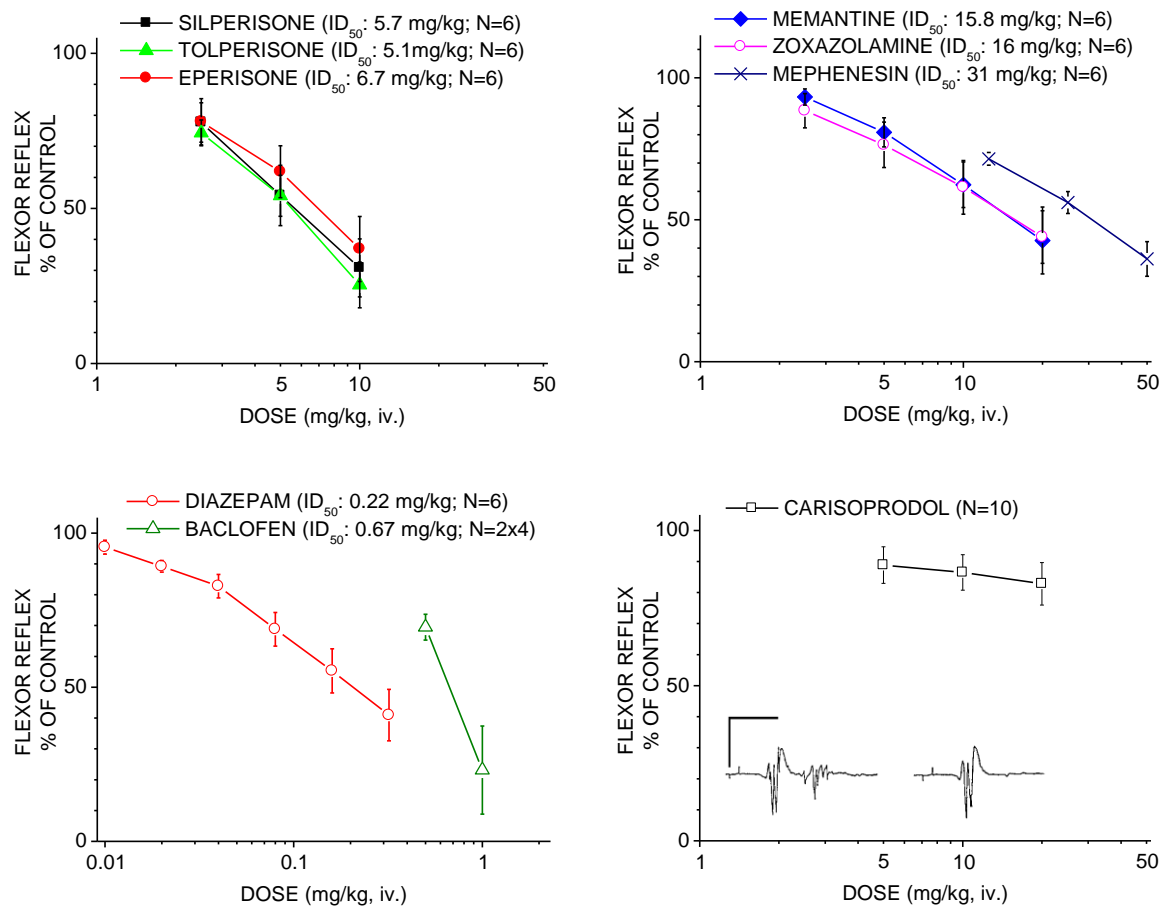 SILPERISONE (ID50: 5.7 mg/kg; N=6)
TOLPERISONE (ID50: 5.1mg/kg; N=6)
EPERISONE (ID50: 6.7 mg/kg; N=6)
100
50
0
FLEXOR REFLEX
% OF CONTROL
1
5
10
50
DOSE (mg/kg, iv.)
MEMANTINE (ID50: 15.8 mg/kg; N=6)
ZOXAZOLAMINE (ID50: 16 mg/kg; N=6)
MEPHENESIN (ID50: 31 mg/kg; N=6)
100
50
0
FLEXOR REFLEX
% OF CONTROL
1
5
10
50
DOSE (mg/kg, iv.)
DIAZEPAM (ID50: 0.22 mg/kg; N=6)
BACLOFEN (ID50: 0.67 mg/kg; N=2x4)
100
50
0
FLEXOR REFLEX
% OF CONTROL
0.01
0.1
1
DOSE (mg/kg, iv.)
CARISOPRODOL (N=10)
100
50
0
FLEXOR REFLEX
% OF CONTROL
1
5
10
50
DOSE (mg/kg, iv.)